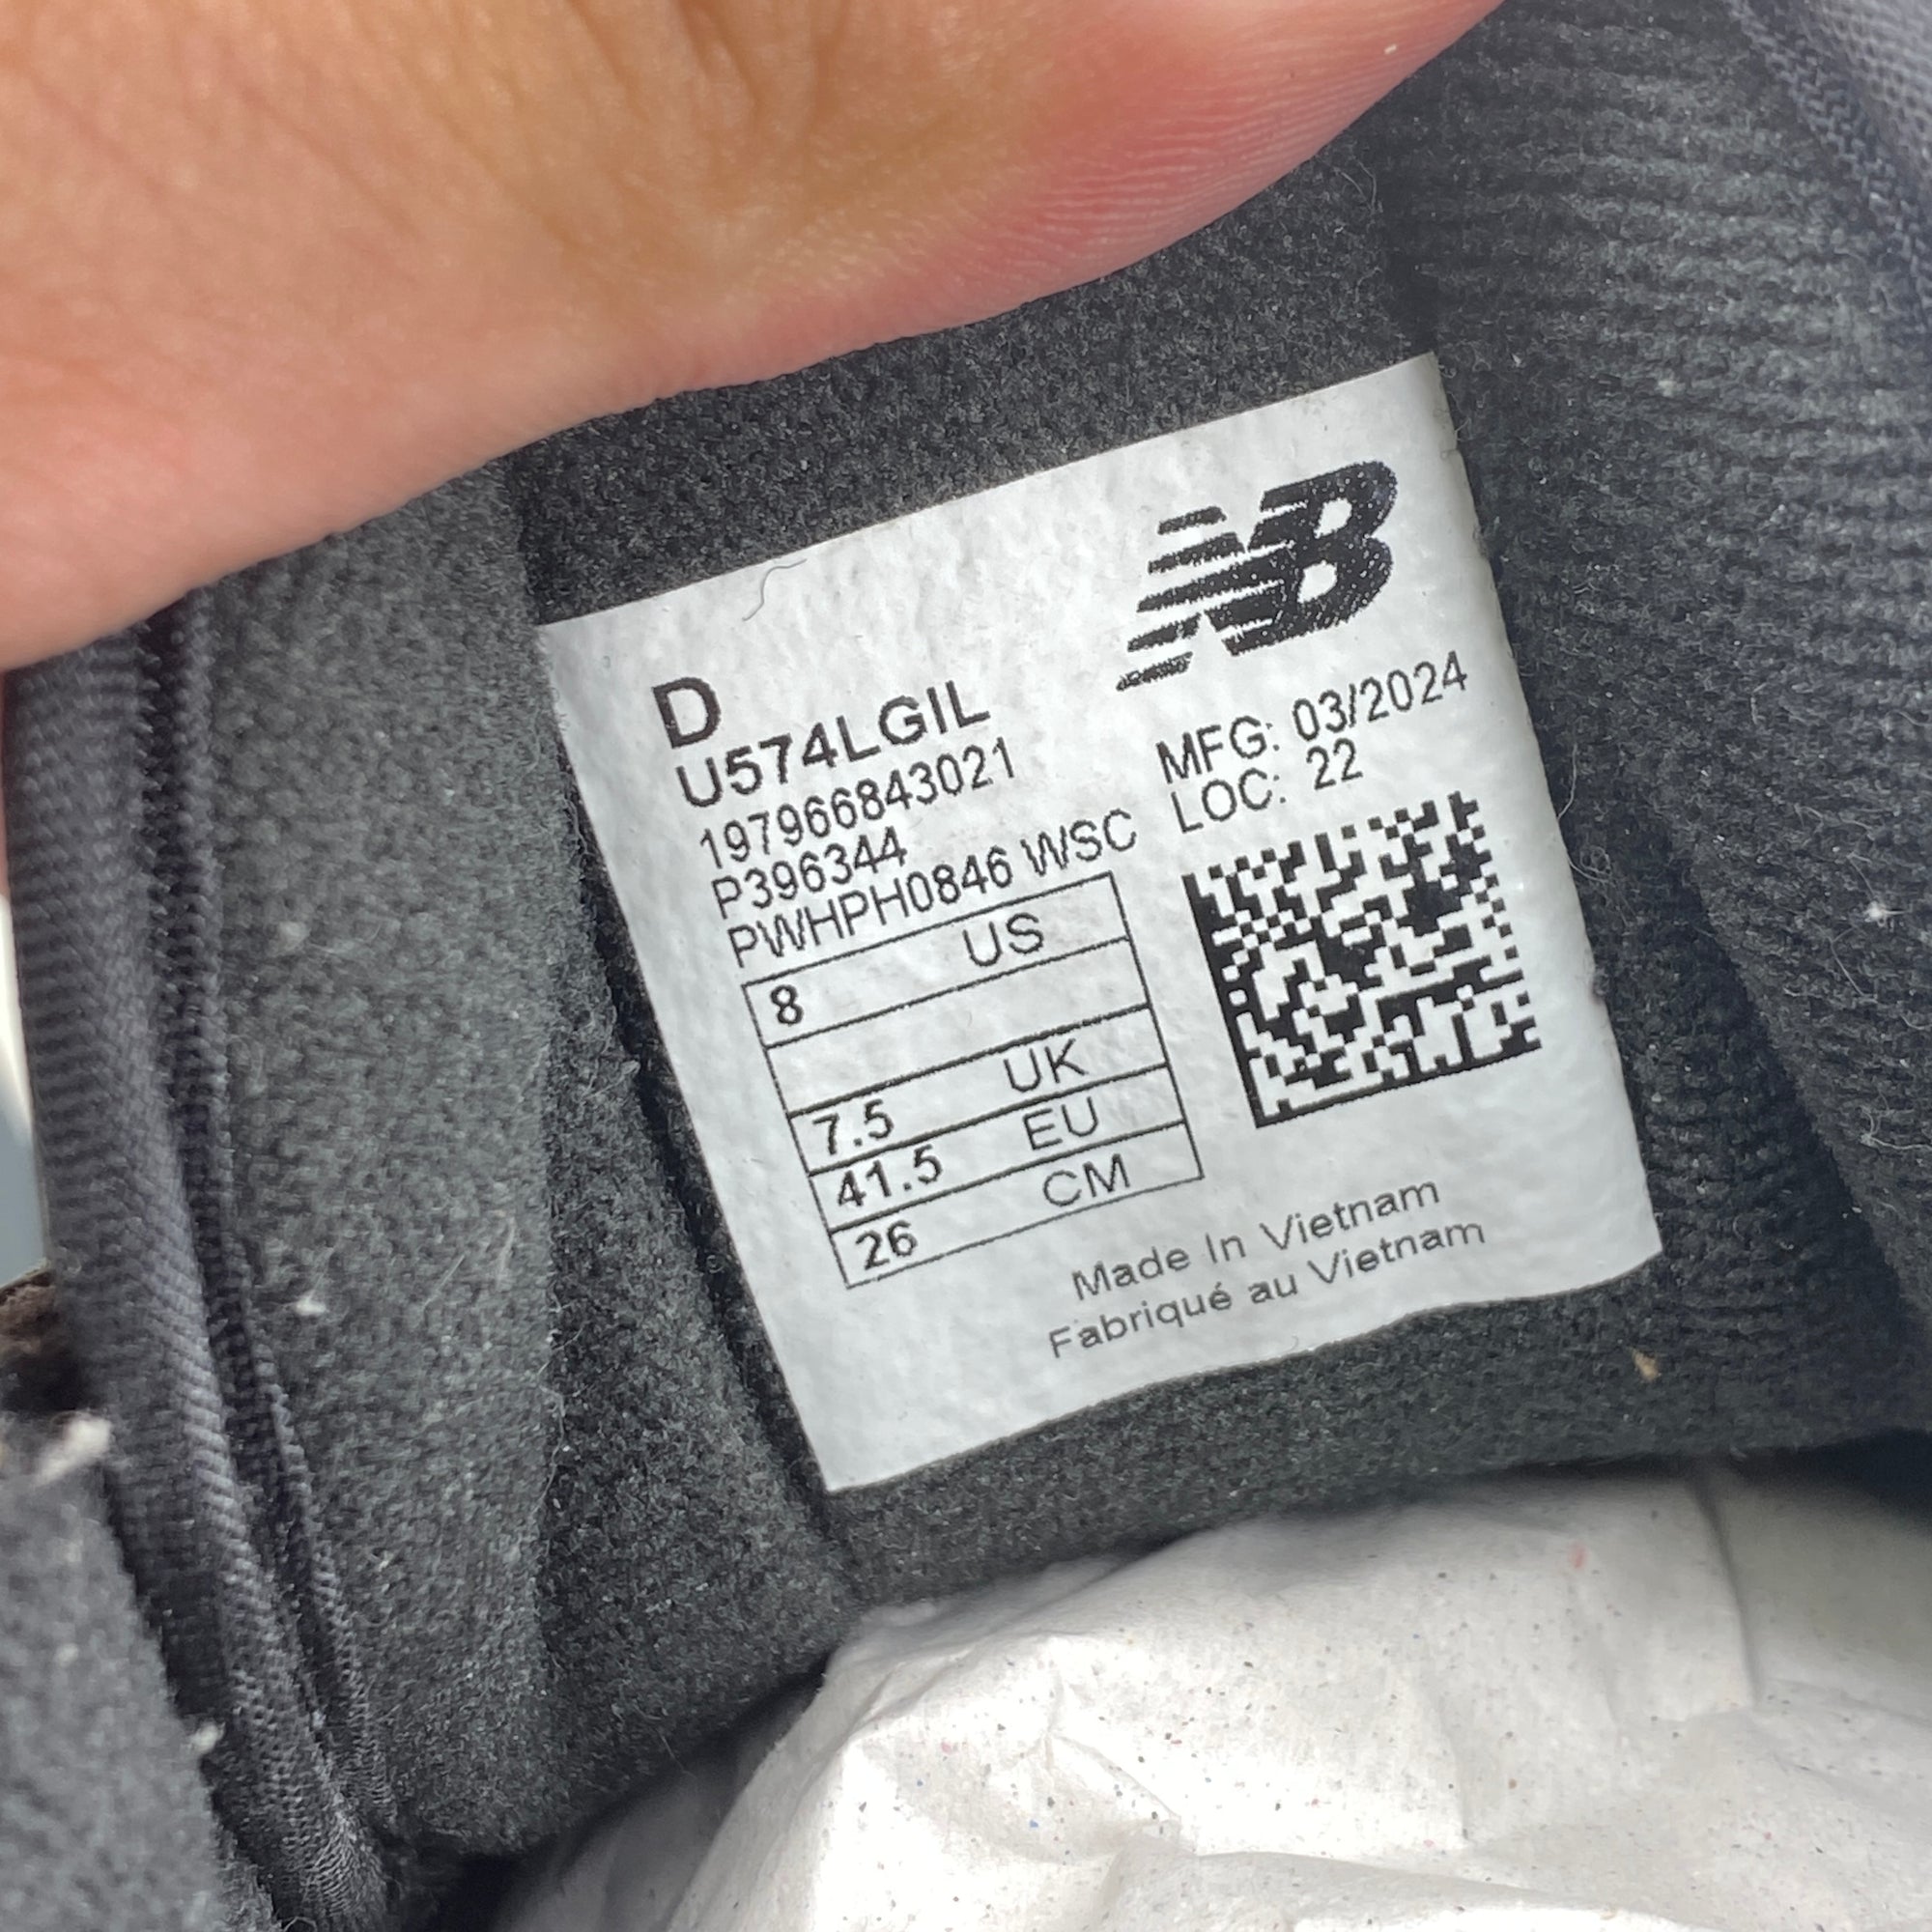 NB
D
U574LGIL
197966843021
P396344
PWHPH0846 WSC
MFG: 03/2024
LOC: 22
8 US
7.5 UK
41.5 EU
26 CM
Made In Vietnam
Fabriqué au Vietnam